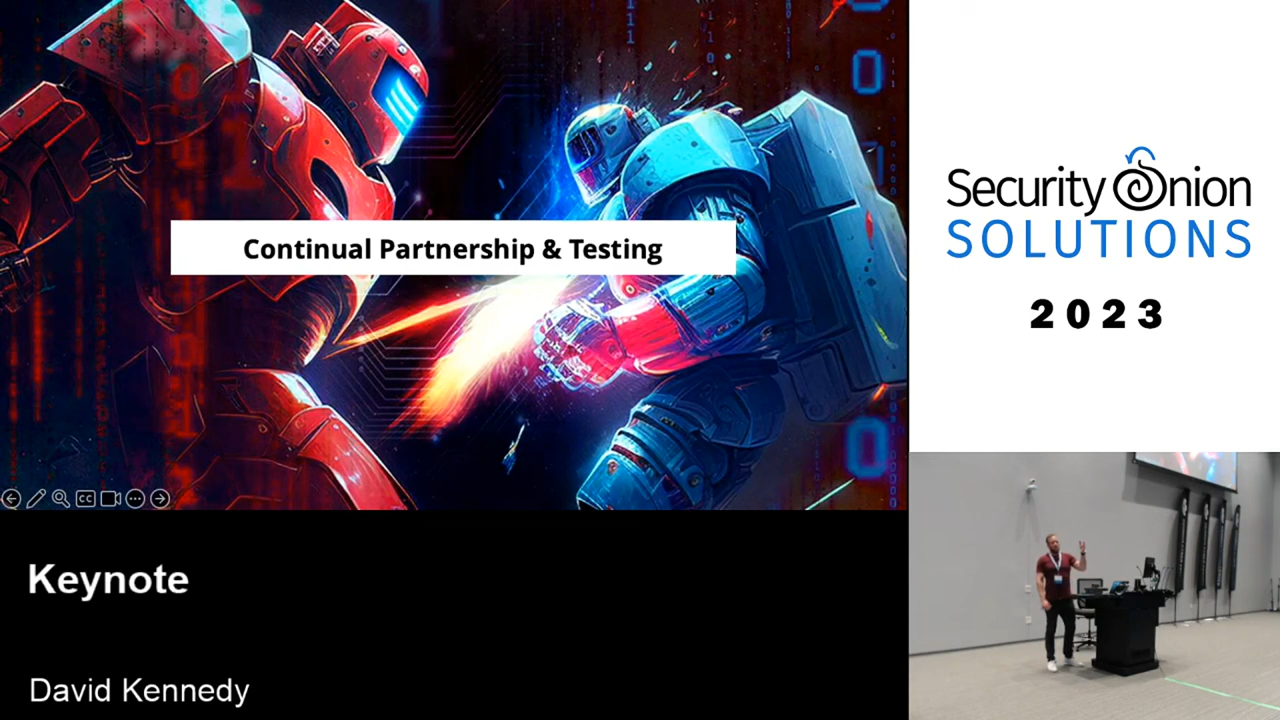 Continual Partnership & Testing
Security Onion
SOLUTIONS
2023
Keynote
David Kennedy